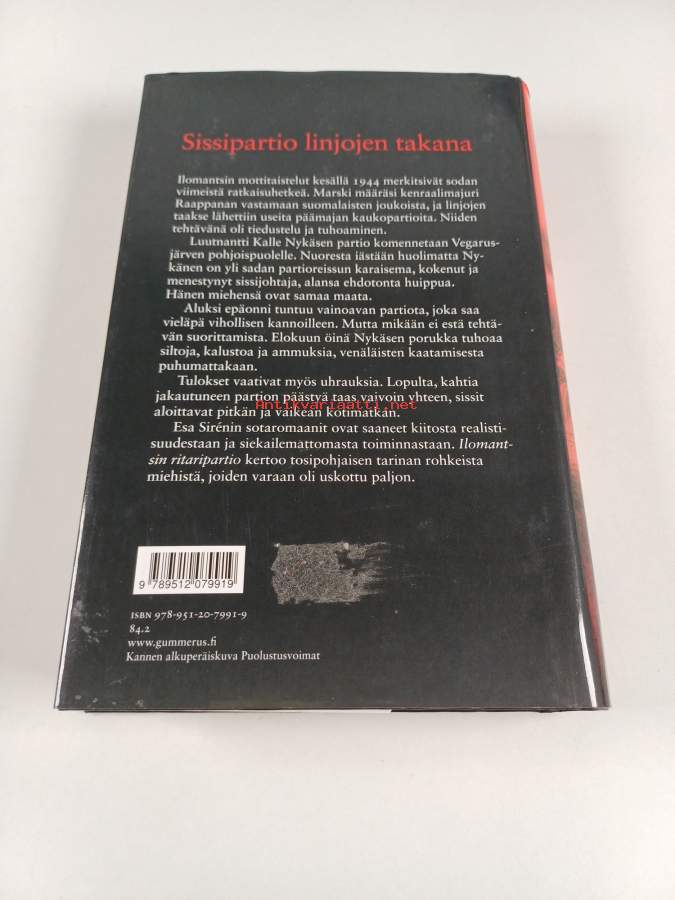 Sissipartio linjojen takana
Ilomantsin mottitaistelut kesällä 1944 merkitsivät sodan
viimeistä ratkaisuhetkeä. Marski määräsi kenraalimajuri
Raappanan vastamaan suomalaisten joukoista, ja linjojen
taakse lähettiin useita päämajan kaukopartioita. Niiden
tehtävänä oli tiedustelu ja tuhoaminen.
Luutnantti Kalle Nykäsen partio komennetaan Vegarus-
järven pohjoispuolelle. Nuoresta iästään huolimatta Ny-
känen on yli sadan partioreissun karaisema, kokenut ja
menestynyt sissijohtaja, alansa ehdotonta huippua.
Hänen miehensä ovat samaa maata.
Aluksi epäonni tuntuu vainoavan partiota, joka saa
vieläpä vihollisen kannoilleen. Mutta mikään ei estä tehtä-
vän suorittamista. Elokuun öinä Nykäsen porukka tuhoaa
siltoja, kalustoa ja ammuksia, venäläisten kaatamisesta
puhumattakaan.
Tulokset vaativat myös uhrauksia. Lopulta, kahtia
jakautuneen partion päästyä taas vaivoin yhteen, sissit
aloittavat pitkän ja vaikean kotimatkan.
Antikvariaatti.net
Esa Sirénin sotaromaanit ovat saaneet kiitosta realisti-
suudestaan ja siekailemattomasta toiminnastaan. Ilomant-
sin ritaripartio kertoo tosipohjaisen tarinan rohkeista
miehistä, joiden varaan oli uskottu paljon.
9 789512 079919
ISBN 978-951-20-7991-9
84.2
www.gummerus.fi
Kannen alkuperäiskuva Puolustusvoimat